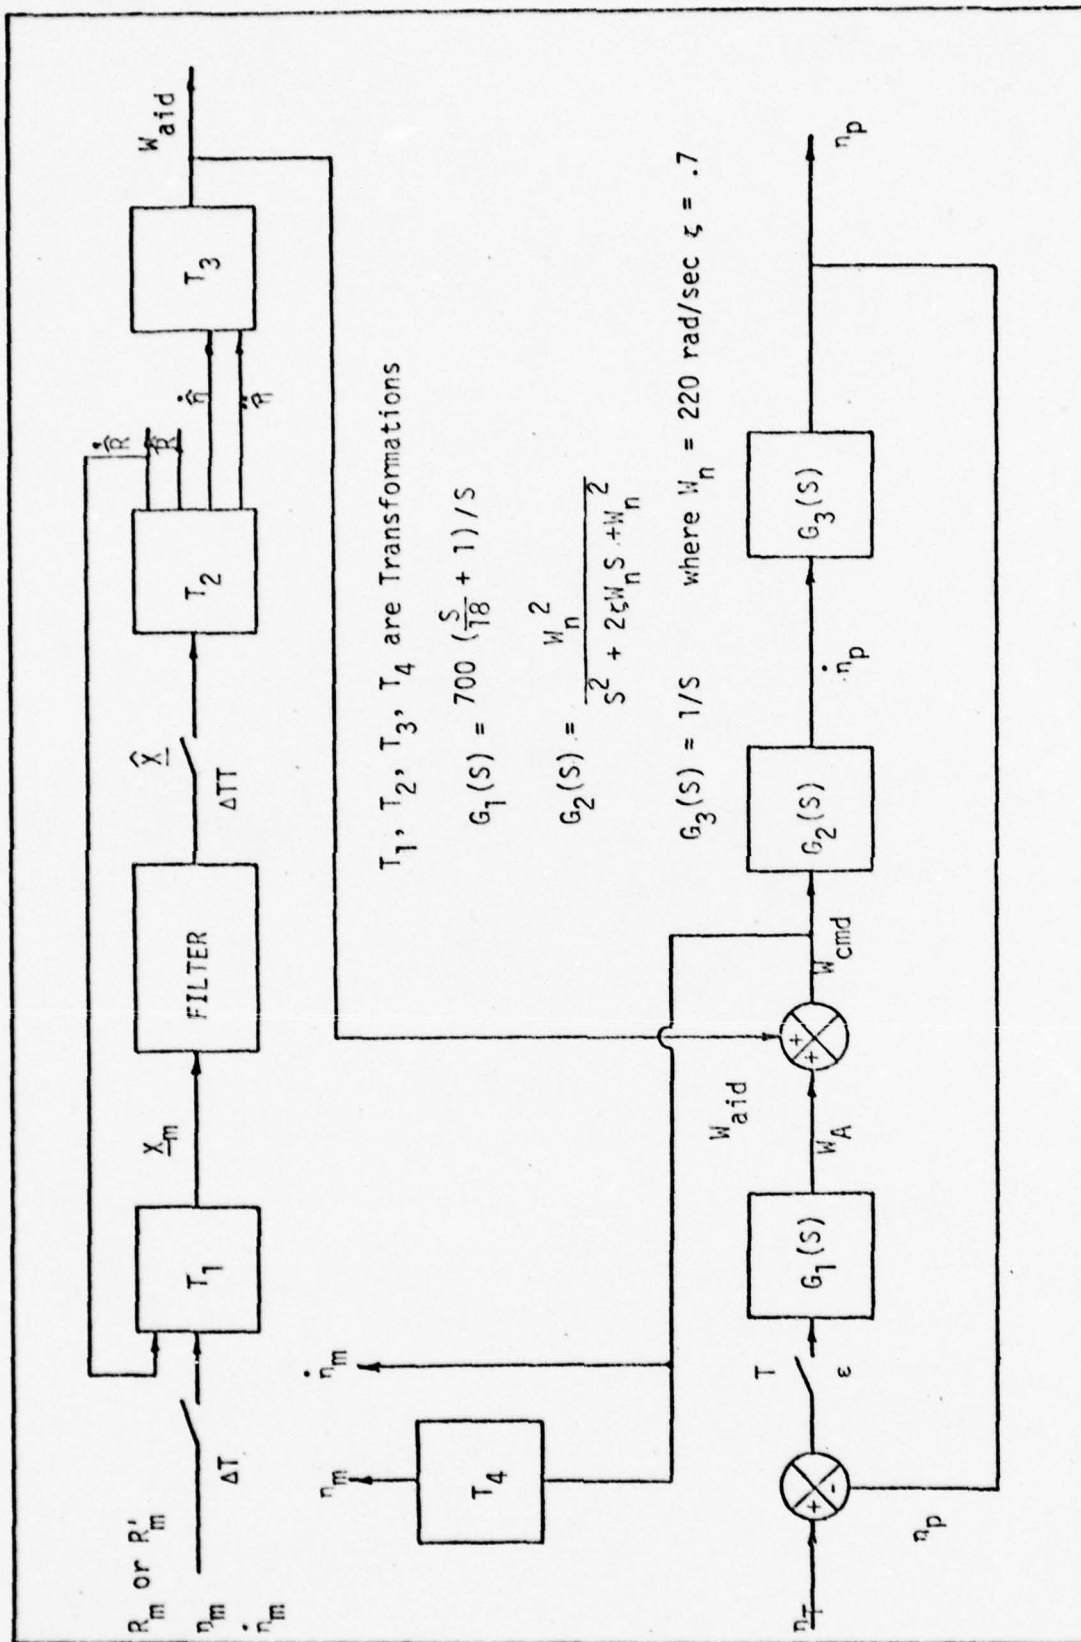 R_m or R'_m
η_m
η̇_m
ΔT
T_1
X_m
FILTER
X̂
ΔTT
T_2
R̂̇
R̂
η̂̇
T_3
W_aid
η_m
η̇_m
T_4
T_1, T_2, T_3, T_4 are Transformations
G_1(S) = 700 (S/18 + 1)/S
G_2(S) = W_n^2 / S^2 + 2ζW_nS + W_n^2
G_3(S) = 1/S where W_n = 220 rad/sec ζ = .7
W_aid
η_T
+
-
T
ε
G_1(S)
W_A
+
+
W_cmd
G_2(S)
η̇_p
G_3(S)
η_p
η_p